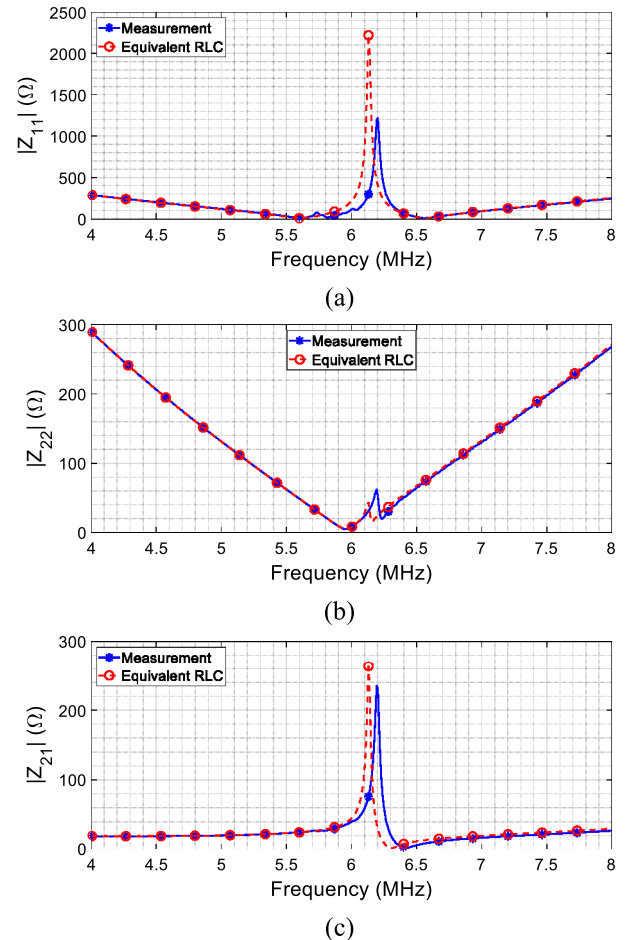 2500
2000
1500
1000
500
0
|Z11| (Ω)
Measurement
Equivalent RLC
4 4.5 5 5.5 6 6.5 7 7.5 8
Frequency (MHz)
(a)
300
200
100
0
|Z22| (Ω)
Measurement
Equivalent RLC
4 4.5 5 5.5 6 6.5 7 7.5 8
Frequency (MHz)
(b)
300
200
100
0
|Z21| (Ω)
Measurement
Equivalent RLC
4 4.5 5 5.5 6 6.5 7 7.5 8
Frequency (MHz)
(c)